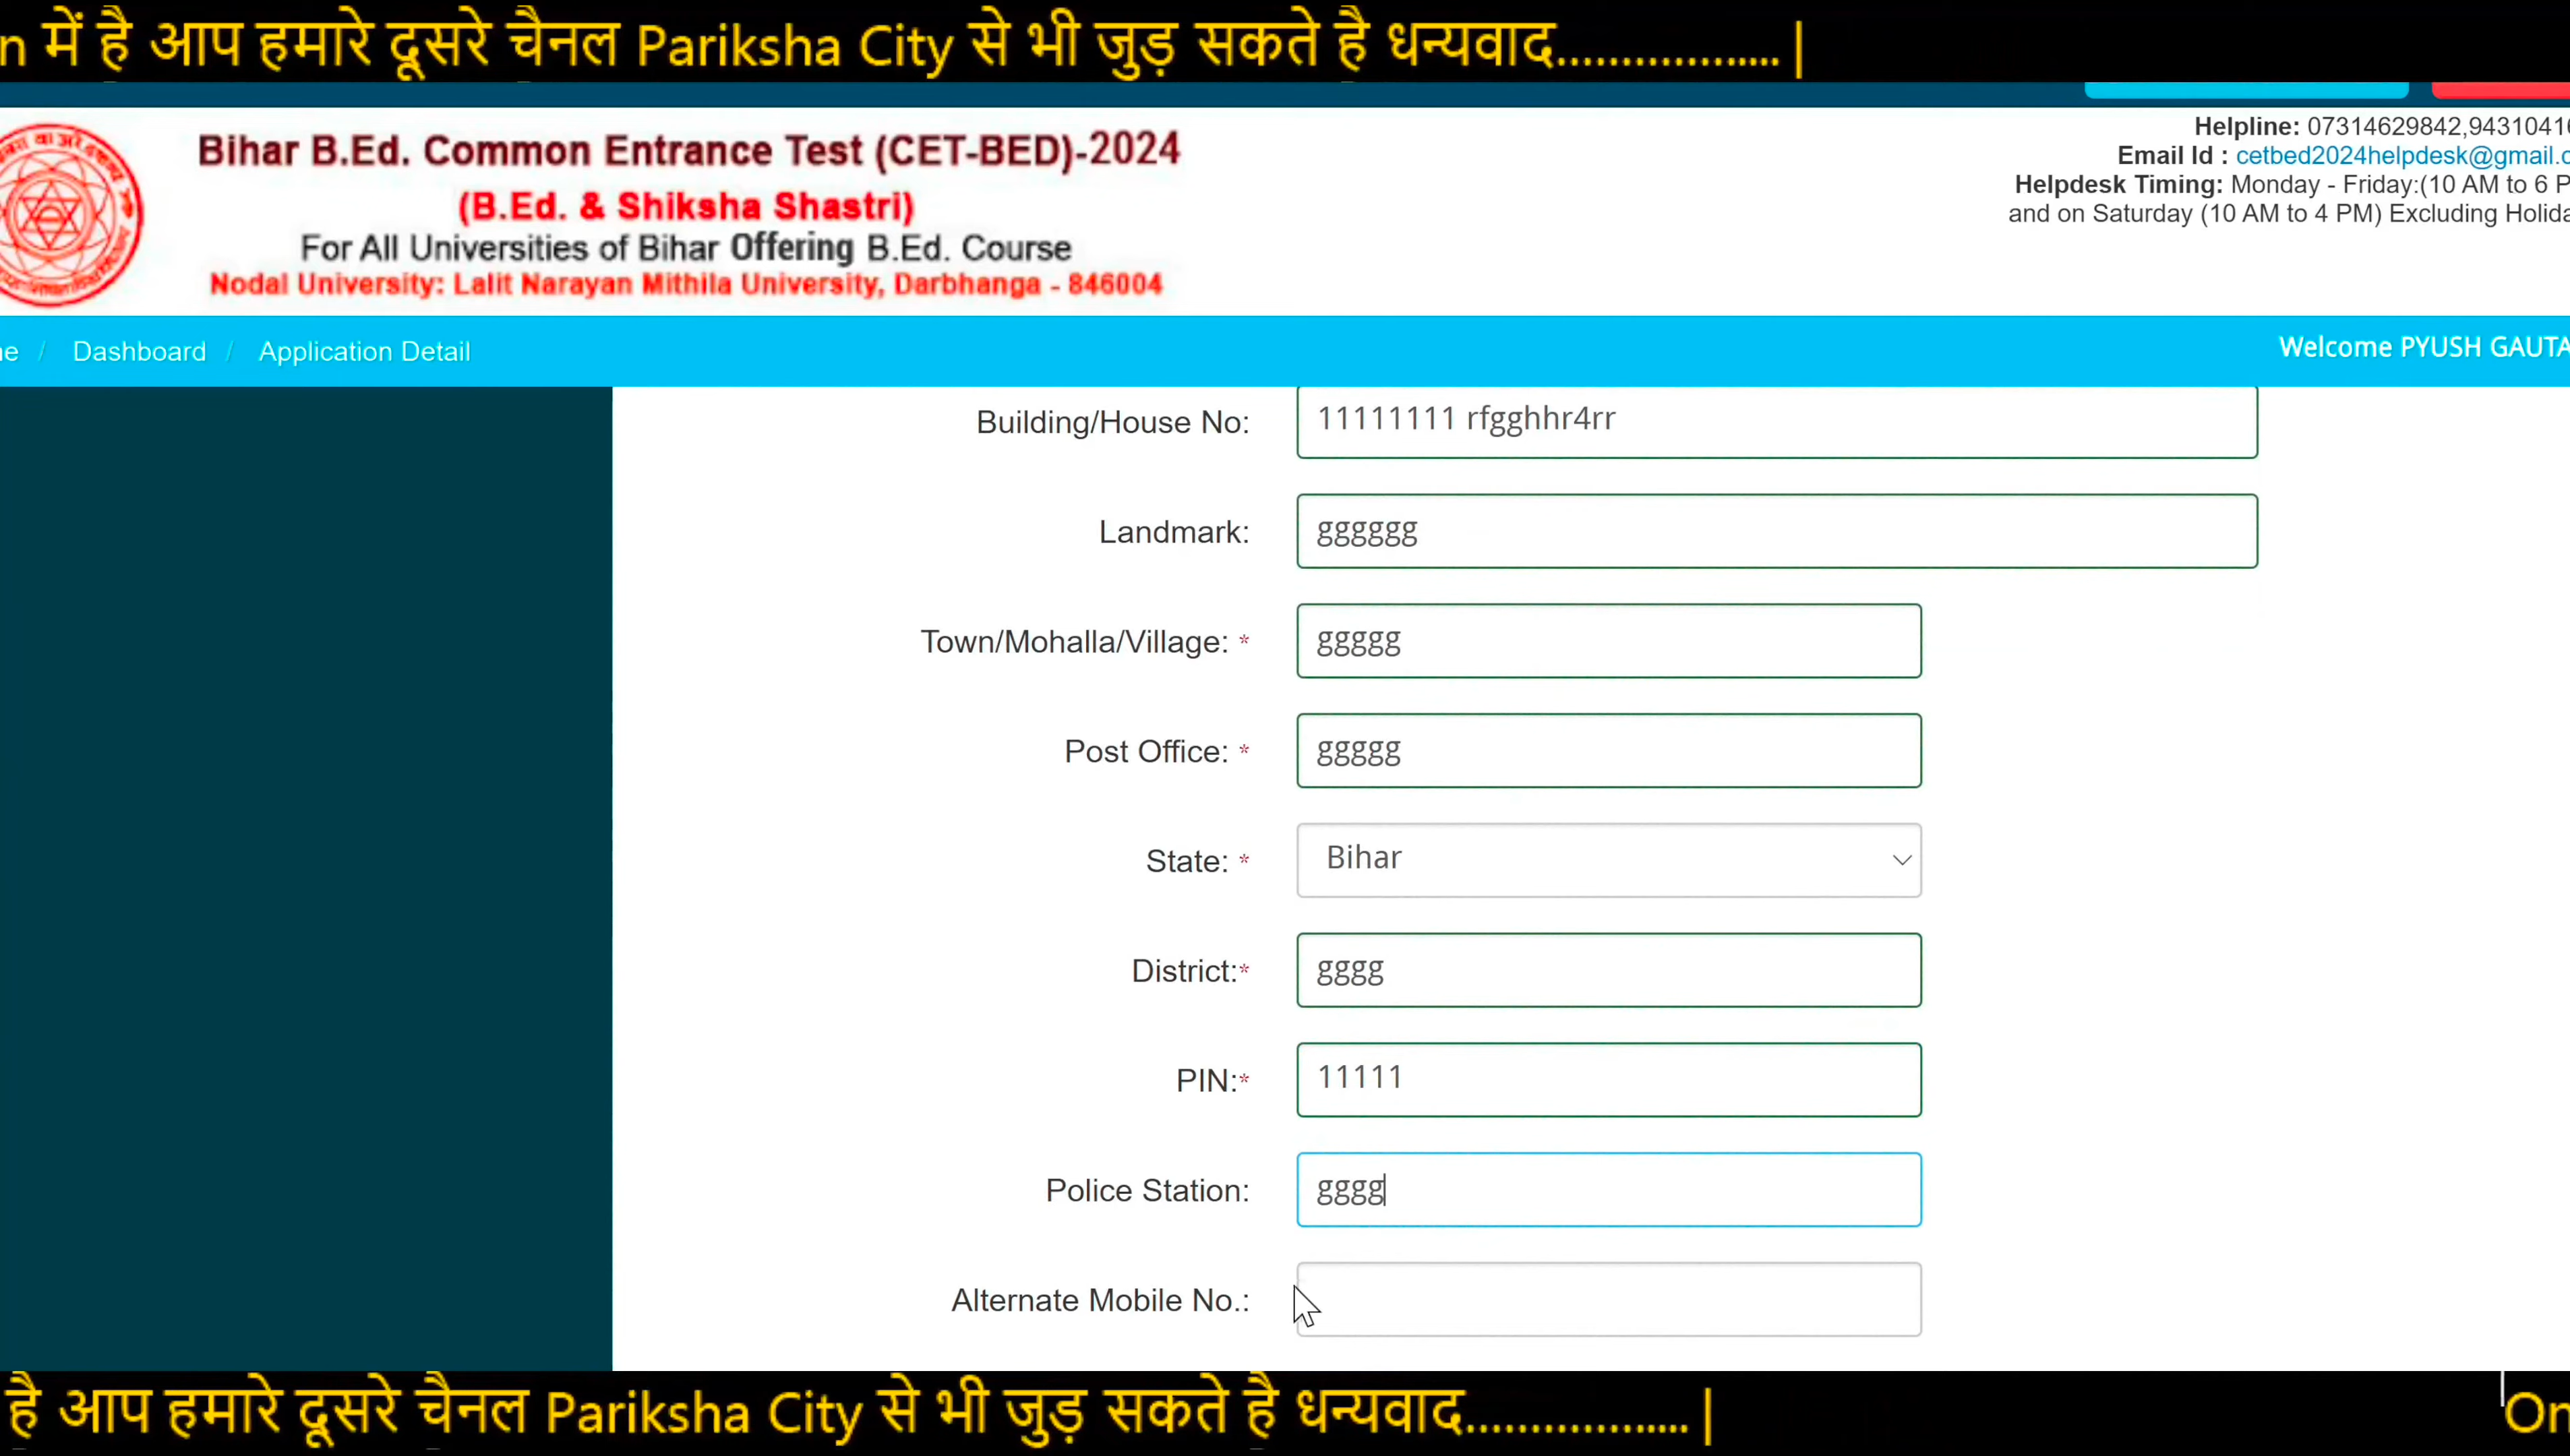 n में है आप हमारे दूसरे चैनल Pariksha City से भी जुड़ सकते है धन्यवाद................. |
Bihar B.Ed. Common Entrance Test (CET-BED)-2024
(B.Ed. & Shiksha Shastri)
For All Universities of Bihar Offering B.Ed. Course
Nodal University: Lalit Narayan Mithila University, Darbhanga - 846004
Helpline: 07314629842,9431041
Email Id : cetbed2024helpdesk@gmail.c
Helpdesk Timing: Monday - Friday:(10 AM to 6 P
and on Saturday (10 AM to 4 PM) Excluding Holida
e / Dashboard / Application Detail
Welcome PYUSH GAUTA
Building/House No: 11111111 rfgghhr4rr
Landmark: gggggg
Town/Mohalla/Village: * ggggg
Post Office: * ggggg
State: * Bihar
District:* gggg
PIN:* 11111
Police Station: gggg
Alternate Mobile No.:
है आप हमारे दूसरे चैनल Pariksha City से भी जुड़ सकते है धन्यवाद................. |
On